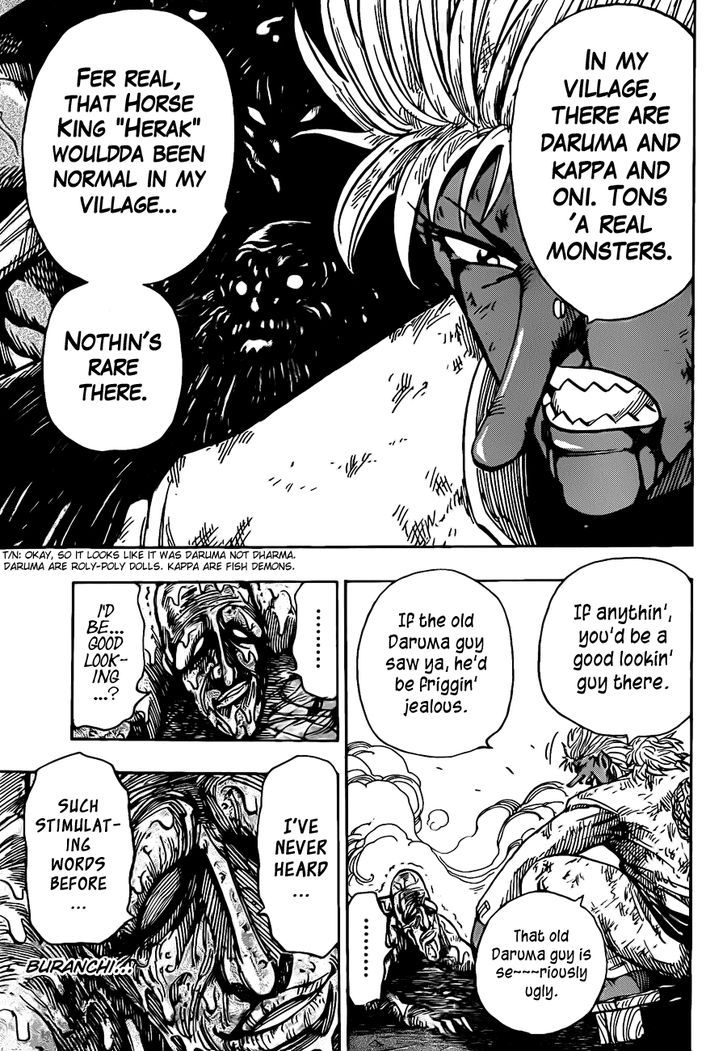 IN MY
VILLAGE,
THERE ARE
DARUMA AND
KAPPA AND
ONI. TONS
'A REAL
MONSTERS.
FER REAL,
THAT HORSE
KING "HERAK"
WOULDDA BEEN
NORMAL IN MY
VILLAGE...
NOTHIN'S
RARE
THERE.
T/N: OKAY, SO IT LOOKS LIKE IT WAS DARUMA NOT DHARMA.
DARUMA ARE ROLY-POLY DOLLS. KAPPA ARE FISH DEMONS.
If anythin',
you'd be a
good lookin'
guy there.
If the old
Daruma guy
saw ya, he'd
be friggin'
jealous.
That old
Daruma guy is
se~~~riously
ugly.
.......
........
I'D
BE...
GOOD
LOOK-
ING
...?
I'VE
NEVER
HEARD
...
SUCH
STIMULAT-
ING
WORDS
BEFORE
...
BURANCHI...